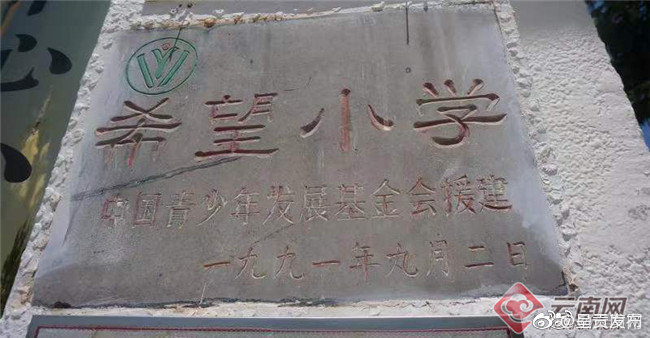 希望小学
中国青少年发展基金会援建
一九九一年九月二日
云南网